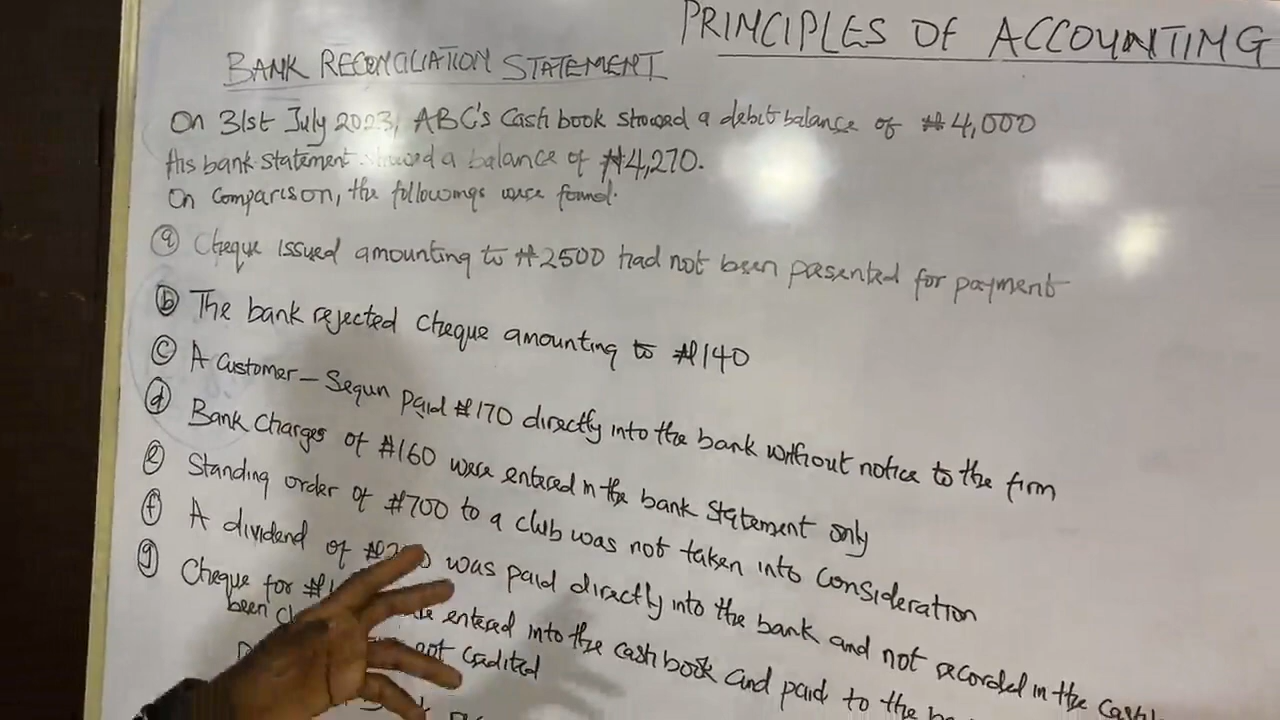 PRINCIPLES OF ACCOUNTING
BANK RECONCILIATION STATEMENT
On 31st July 2023, ABC's Cash book showed a debit balance of ₦4,000
His bank statement showed a balance of ₦4,270.
On comparison, the followings were found.
(a) Cheque issued amounting to ₦2500 had not been pesented for payment
(b) The bank rejected cheque amounting to ₦140
(c) A customer - Segun paid ₦170 directly into the bank without notice to the firm
(d) Bank charges of ₦160 were entered in the bank statement only
(e) Standing order of ₦700 to a club was not taken into consideration
(f) A dividend of was paid directly into the bank and not recorded in the
(g) Cheque for entered into the cash book and paid to the
been not credited